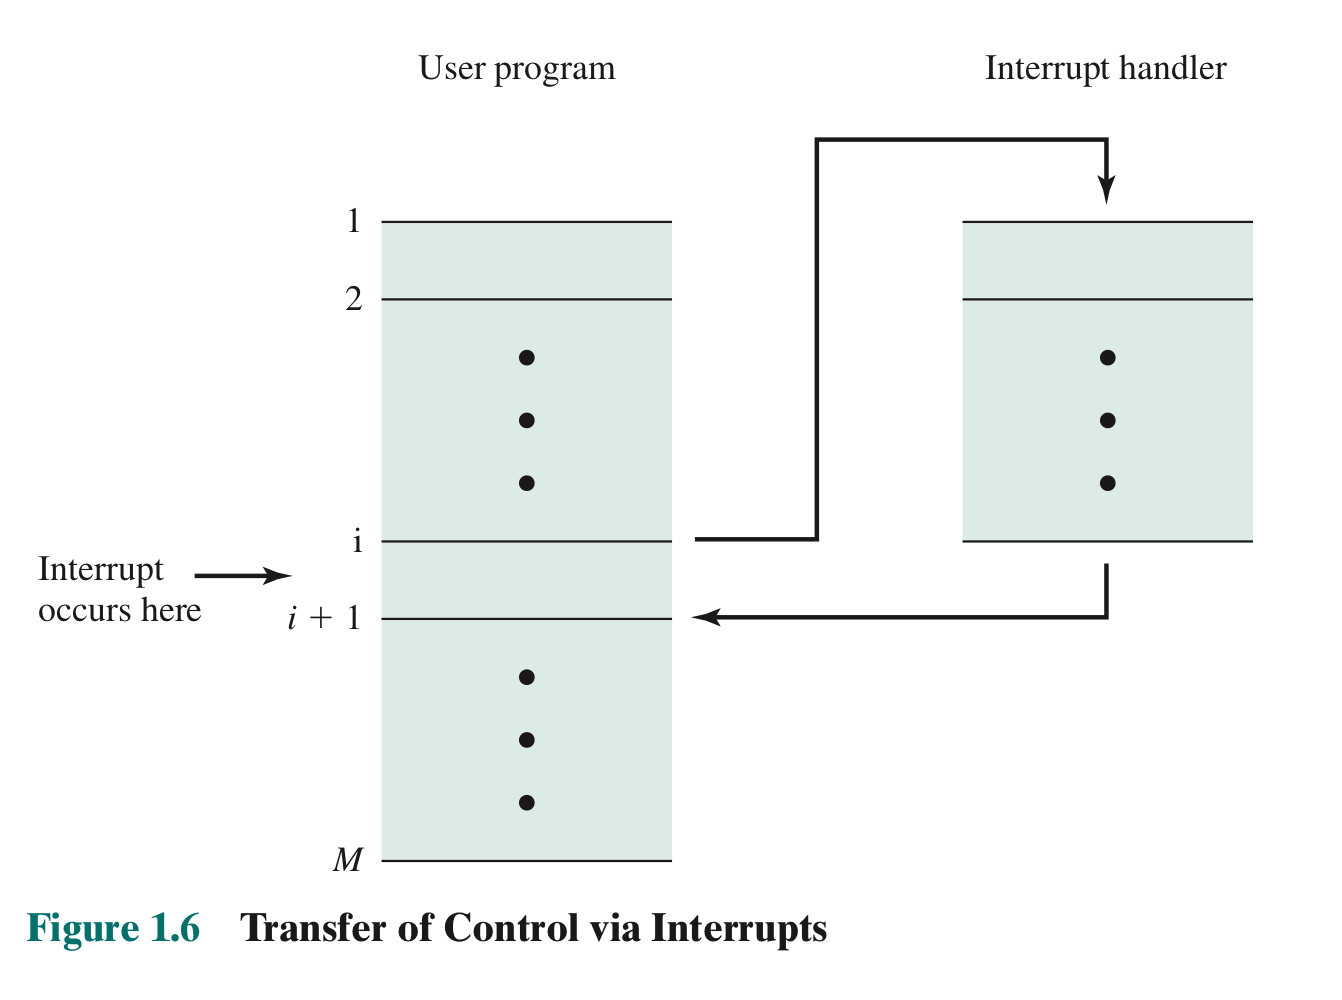 User program
Interrupt handler
1
2
i
Interrupt
occurs here
i + 1
M
Figure 1.6 Transfer of Control via Interrupts